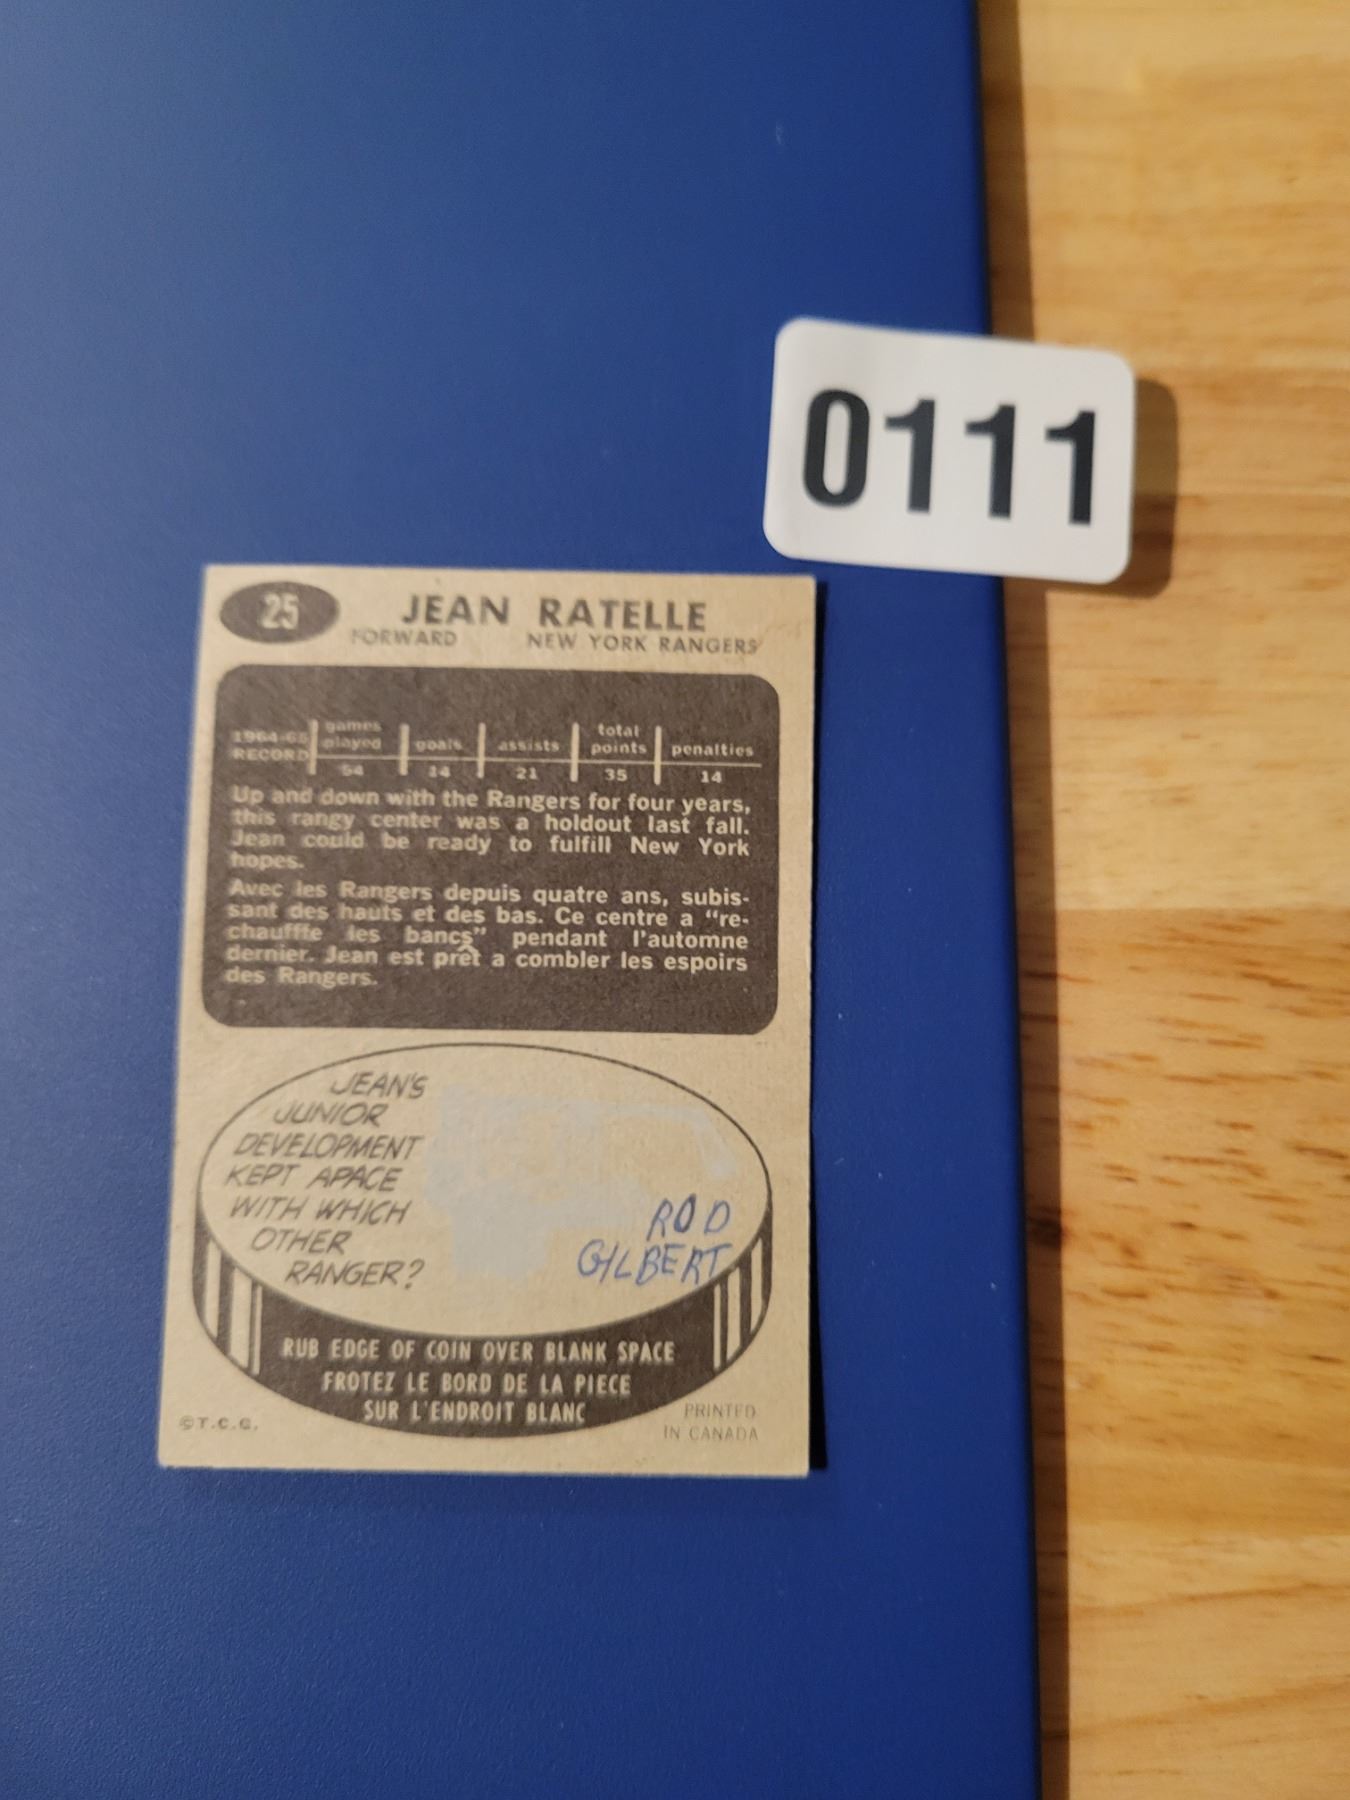 0111
25
JEAN RATELLE
FORWARD NEW YORK RANGERS
1964-65 RECORD games played goals assists total points penalties
54 14 21 35 14
Up and down with the Rangers for four years,
this rangy center was a holdout last fall.
Jean could be ready to fulfill New York
hopes.
Avec les Rangers depuis quatre ans, subis-
sant des hauts et des bas. Ce centre a "re-
chauffte les bancs" pendant l'automne
dernier. Jean est prêt a combler les espoirs
des Rangers.
JEAN'S
JUNIOR
DEVELOPMENT
KEPT APACE
WITH WHICH
OTHER
RANGER?
ROD
GILBERT
RUB EDGE OF COIN OVER BLANK SPACE
FROTEZ LE BORD DE LA PIECE
SUR L'ENDROIT BLANC
©T.C.G.
PRINTED
IN CANADA